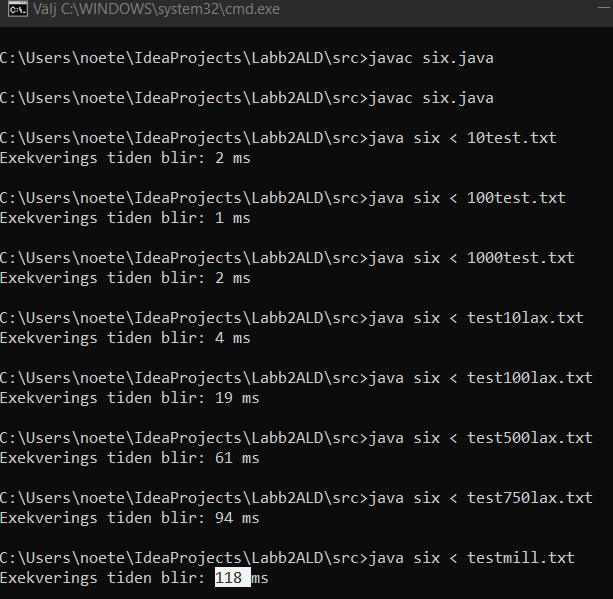 Välj C:\WINDOWS\system32\cmd.exe
C:\Users\noete\IdeaProjects\Labb2ALD\src>javac six.java
C:\Users\noete\IdeaProjects\Labb2ALD\src>javac six.java
C:\Users\noete\IdeaProjects\Labb2ALD\src>java six < 10test.txt
Exekverings tiden blir: 2 ms
C:\Users\noete\IdeaProjects\Labb2ALD\src>java six < 100test.txt
Exekverings tiden blir: 1 ms
C:\Users\noete\IdeaProjects\Labb2ALD\src>java six < 1000test.txt
Exekverings tiden blir: 2 ms
C:\Users\noete\IdeaProjects\Labb2ALD\src>java six < test10lax.txt
Exekverings tiden blir: 4 ms
C:\Users\noete\IdeaProjects\Labb2ALD\src>java six < test100lax.txt
Exekverings tiden blir: 19 ms
C:\Users\noete\IdeaProjects\Labb2ALD\src>java six < test500lax.txt
Exekverings tiden blir: 61 ms
C:\Users\noete\IdeaProjects\Labb2ALD\src>java six < test750lax.txt
Exekverings tiden blir: 94 ms
C:\Users\noete\IdeaProjects\Labb2ALD\src>java six < testmill.txt
Exekverings tiden blir: 118 ms